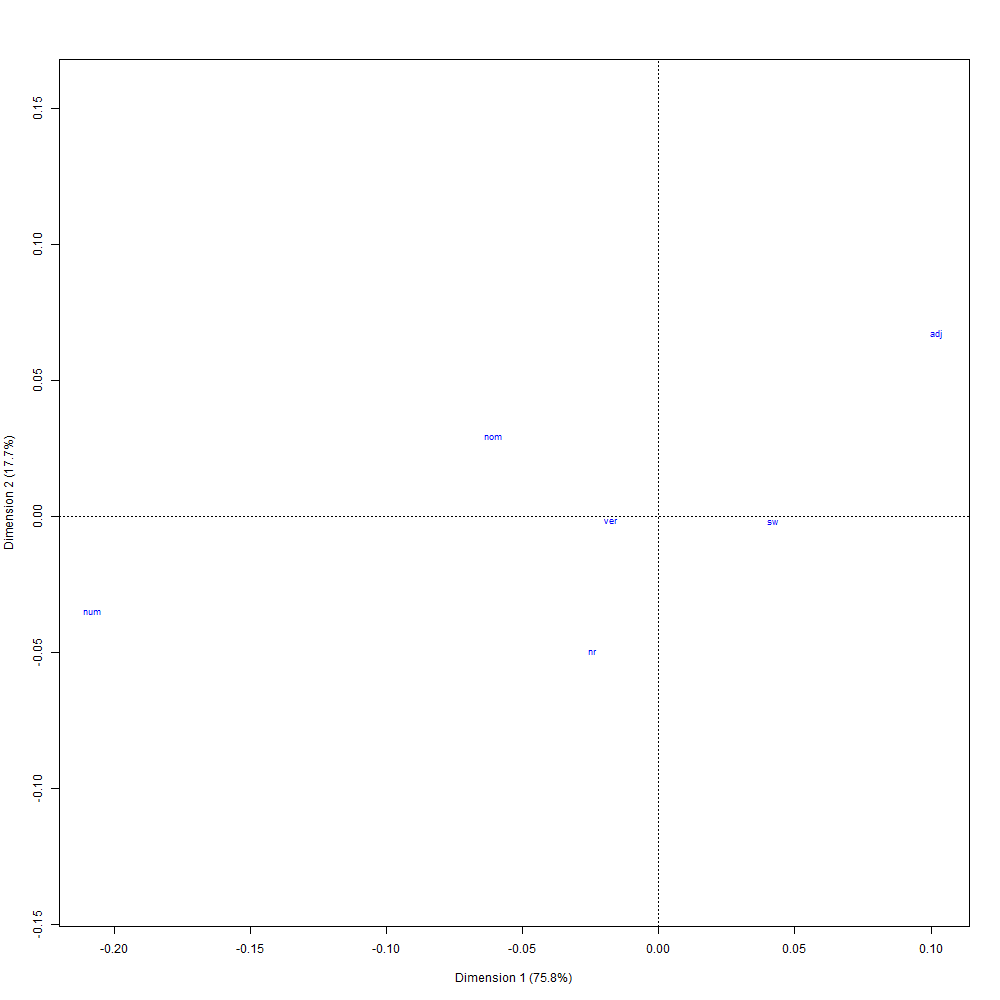 0.15
0.10
adj
0.05
nom
Dimension 2 (17.7%)
0.00
ver
sw
num
-0.05
nr
-0.10
-0.15
-0.20 -0.15 -0.10 -0.05 0.00 0.05 0.10
Dimension 1 (75.8%)